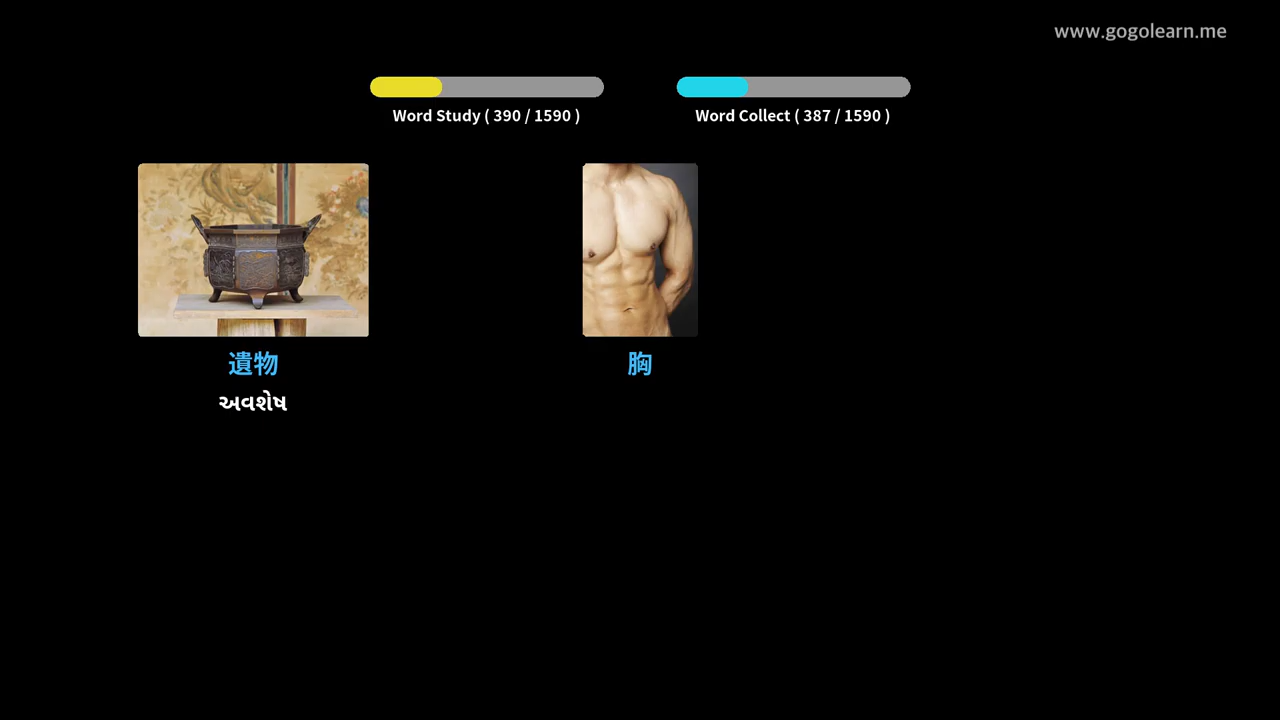 www.gogolearn.me
Word Study ( 390 / 1590 )
Word Collect ( 387 / 1590 )
遺物
胸
અવશેષ